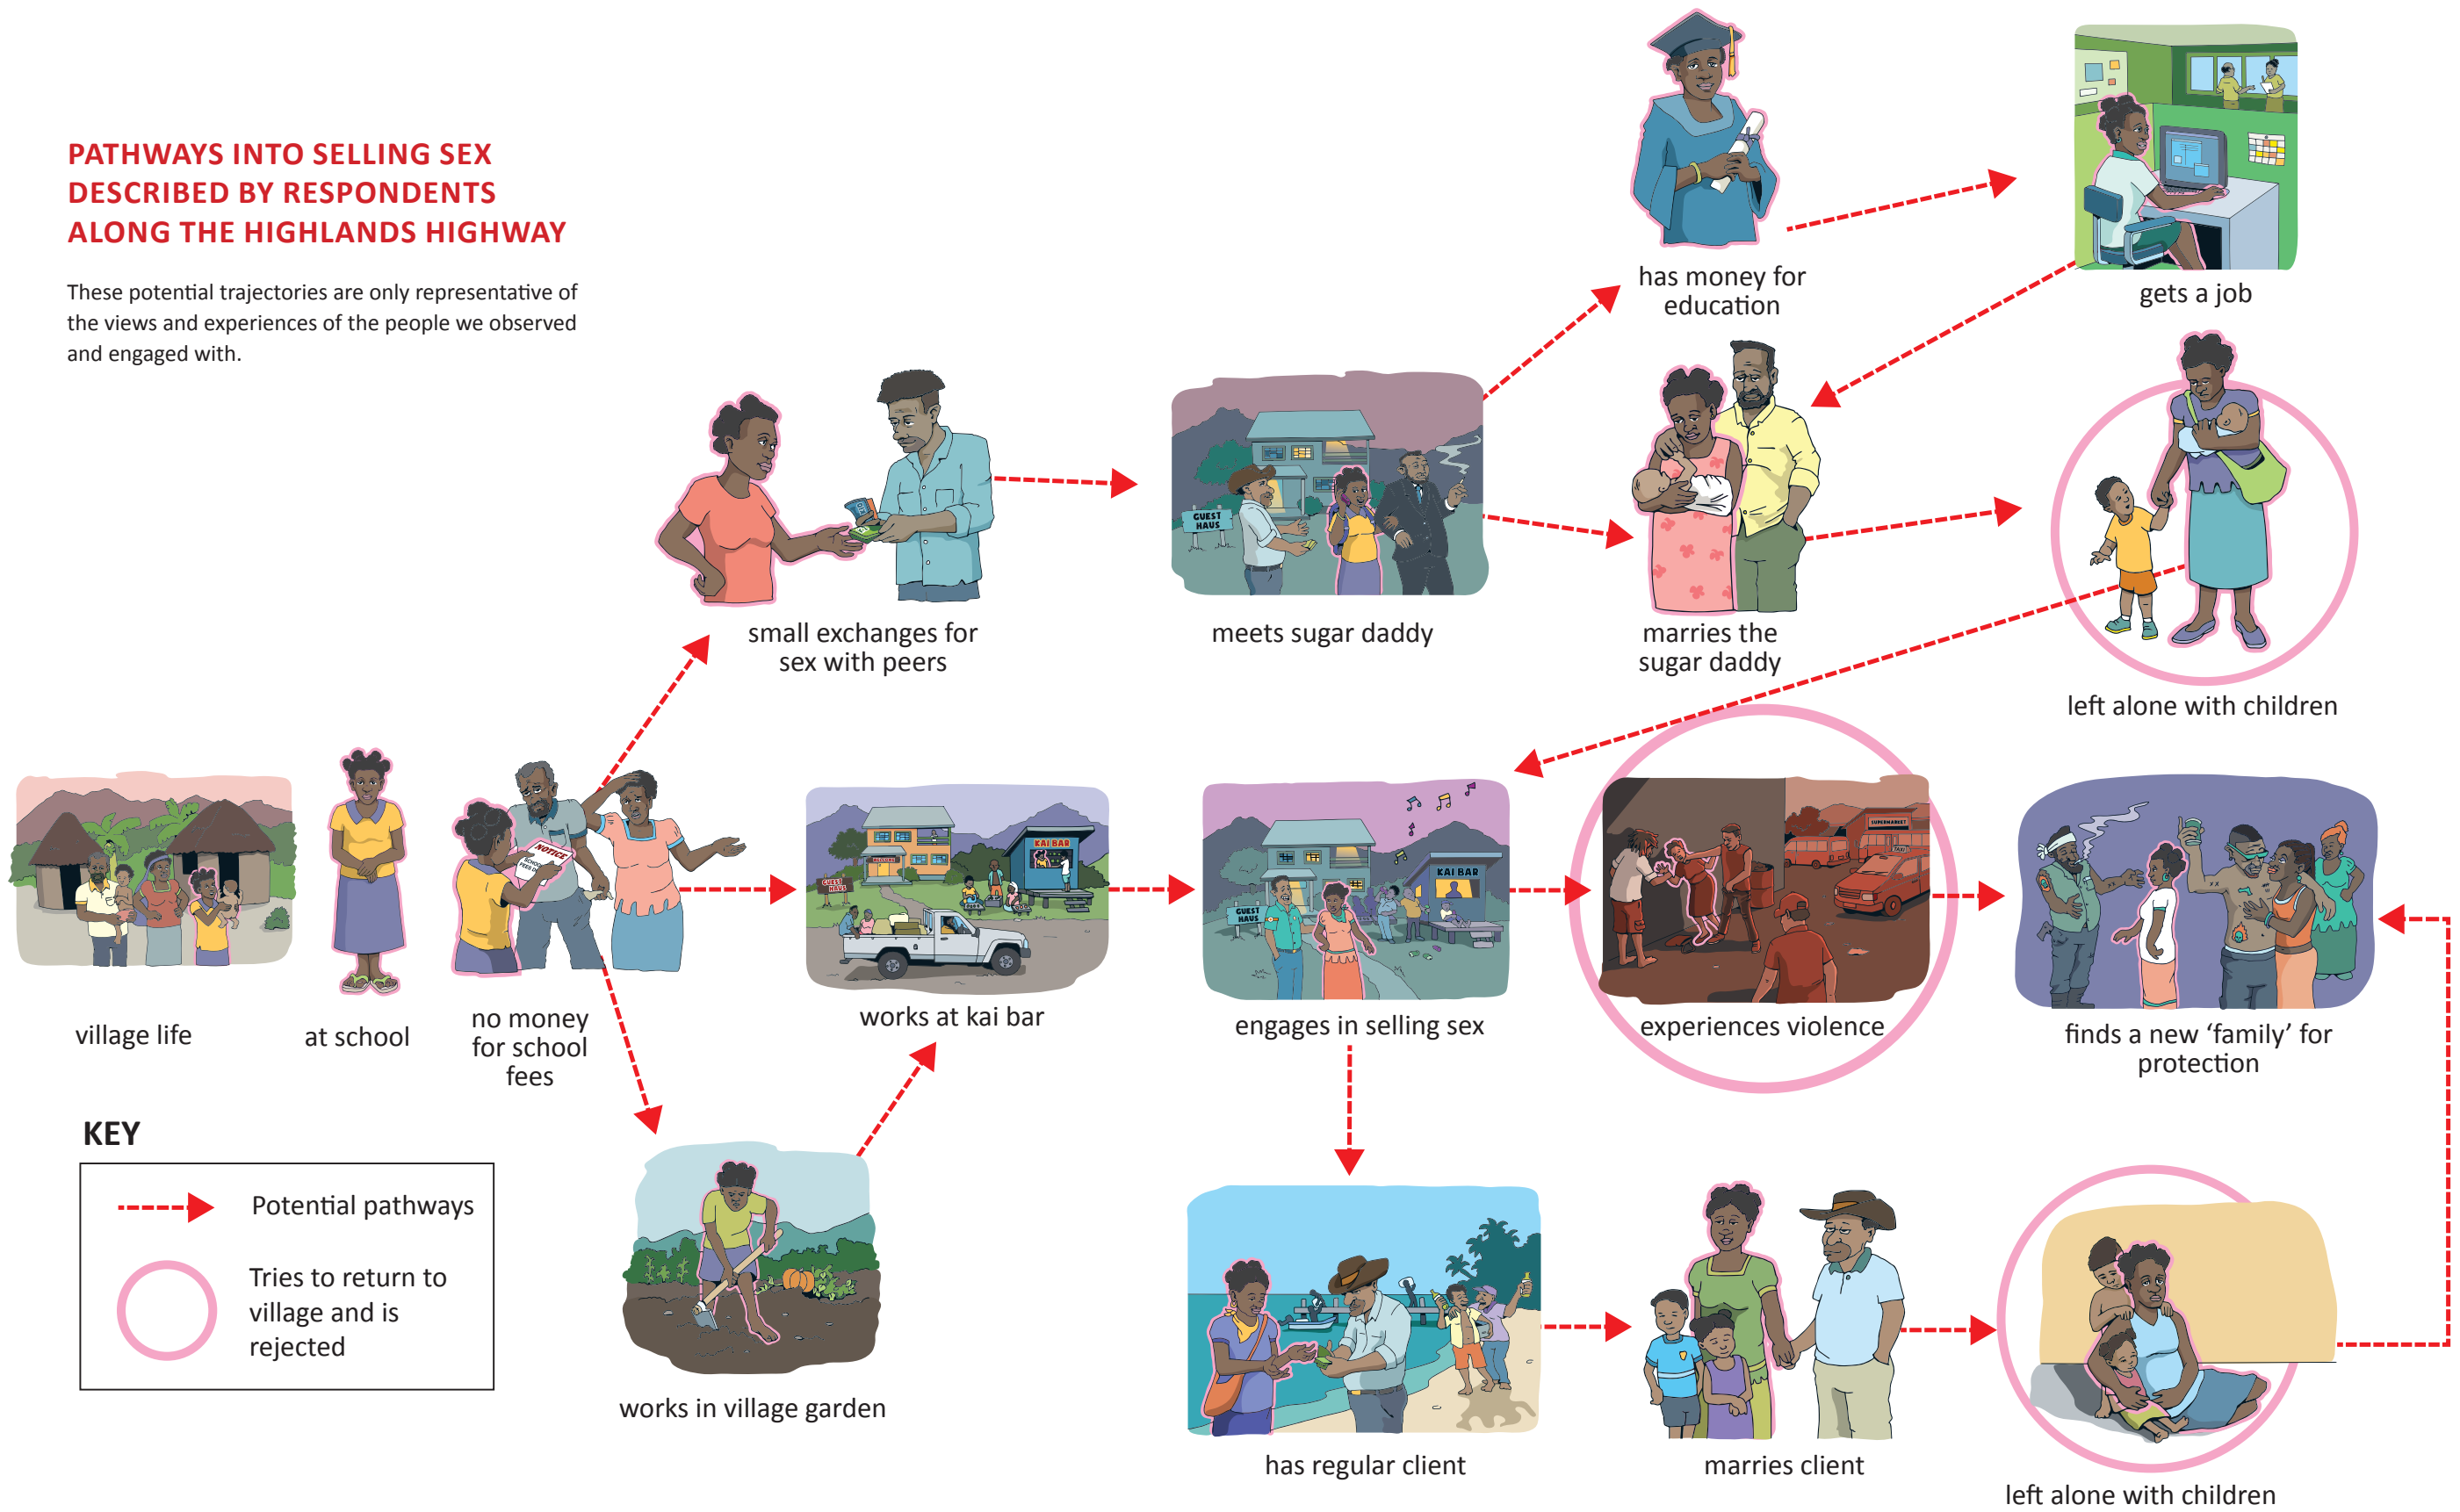 PATHWAYS INTO SELLING SEX
DESCRIBED BY RESPONDENTS
ALONG THE HIGHLANDS HIGHWAY
These potential trajectories are only representative of
the views and experiences of the people we observed
and engaged with.
has money for
education
gets a job
small exchanges for
sex with peers
GUEST
HAUS
meets sugar daddy
marries the
sugar daddy
left alone with children
village life
at school
NOTICE
SCHOOL
FEES
no money
for school
fees
GUEST
HAUS
KAI BAR
works at kai bar
GUEST
HAUS
KAI BAR
engages in selling sex
SUPERMARKET
TAXI
experiences violence
finds a new ‘family’ for
protection
KEY
Potential pathways
Tries to return to
village and is
rejected
works in village garden
has regular client
marries client
left alone with children